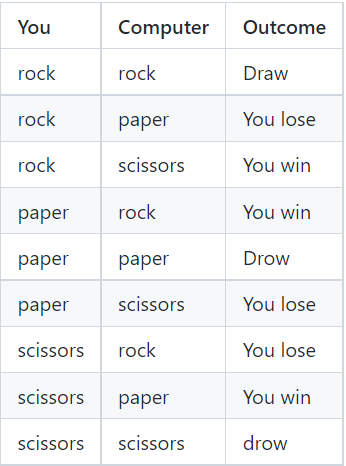 You Computer Outcome
rock rock Draw
rock paper You lose
rock scissors You win
paper rock You win
paper paper Drow
paper scissors You lose
scissors rock You lose
scissors paper You win
scissors scissors drow